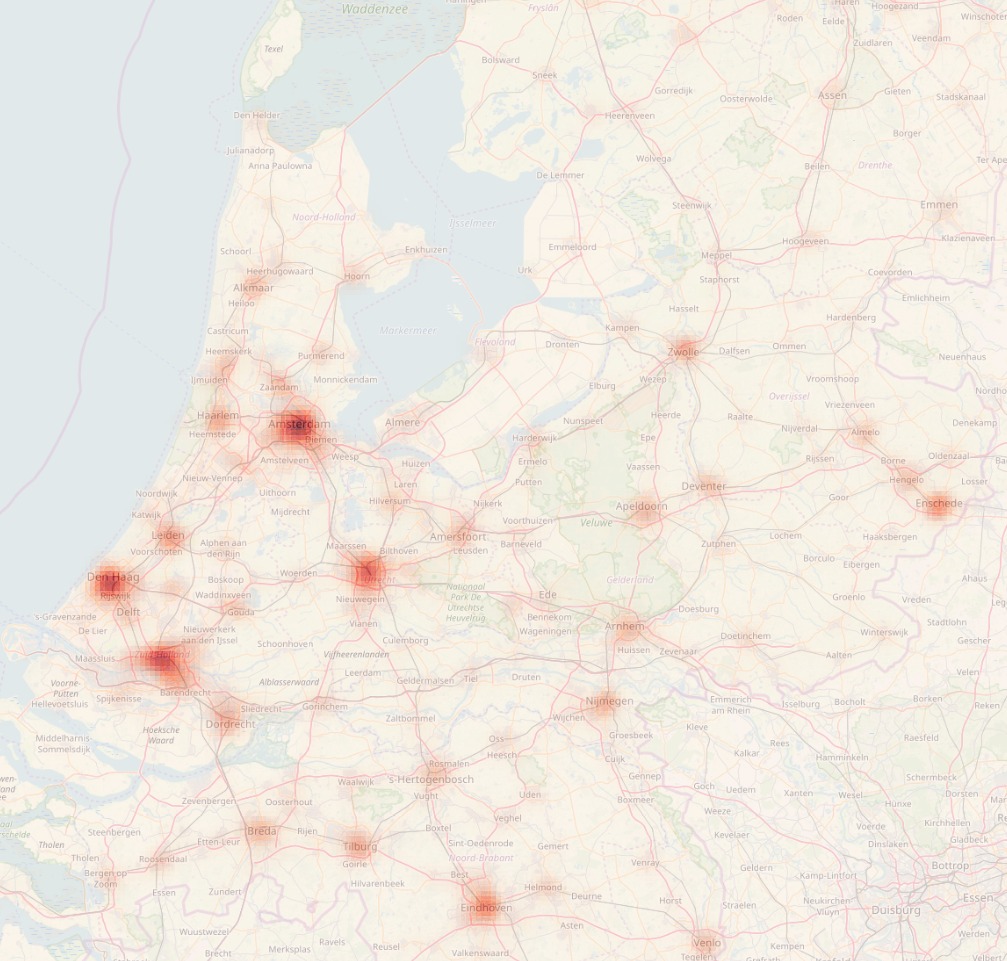 Waddenzee
Fryslân
Haren
Hoogezand
Roden
Eelde
Winschoten
Texel
Zuidlaren
Veendam
Bolsward
Sneek
Gorredijk
Oosterwolde
Assen
Gieten
Stadskanaal
Den Helder
Heerenveen
Borger
Julianadorp
Anna Paulowna
Wolvega
Beilen
Drenthe
Ter Ape
De Lemmer
Steenwijk
Emmen
Noord-Holland
IJsselmeer
Klazienaveen
Schoorl
Enkhuizen
Emmeloord
Meppel
Hoogeveen
Heerhugowaard
Hoorn
Urk
Staphorst
Coevorden
Alkmaar
Heiloo
Emlichheim
Hasselt
Castricum
Markermeer
Kampen
Hardenberg
Heemskerk
Purmerend
Flevoland
Dronten
Zwolle
Dalfsen
Ommen
Neuenhaus
IJmuiden
Zaandam
Monnickendam
Elburg
Wezep
Vroomshoop
Nordho
Overijssel
Haarlem
Amsterdam
Almere
Nunspeet
Heerde
Raalte
Vriezenveen
Heemstede
Diemen
Harderwijk
Epe
Nijverdal
Almelo
Denekamp
Amstelveen
Weesp
Huizen
Ermelo
Vaassen
Rijssen
Borne
Oldenzaal
Nieuw-Vennep
Laren
Putten
Deventer
Hengelo
Losser
Noordwijk
Uithoorn
Hilversum
Nijkerk
Apeldoorn
Goor
Enschede
Katwijk
Mijdrecht
Voorthuizen
Veluwe
Leiden
Alphen aan
den Rijn
Maarssen
Bilthoven
Amersfoort
Leusden
Barneveld
Zutphen
Lochem
Haaksbergen
Voorschoten
Borculo
Eibergen
Den Haag
Rijswijk
Boskoop
Woerden
Utrecht
Gelderland
Ahaus
Waddinxveen
Nieuwegein
Nationaal
Park De
Utrechtse
Heuvelrug
Ede
Groenlo
Vreden
's-Gravenzande
Delft
Gouda
Vianen
Bennekom
Doesburg
Stadtlohn
De Lier
Nieuwerkerk
aan den IJssel
Schoonhoven
Culemborg
Wageningen
Arnhem
Doetinchem
Winterswijk
Gescher
Maassluis
Vijfheerenlanden
Huissen
Zevenaar
Aalten
Voorne-
Putten
Barendrecht
Alblasserwaard
Leerdam
Geldermalsen
Tiel
Druten
Velen
Hellevoetsluis
Spijkenisse
Sliedrecht
Gorinchem
Nijmegen
Emmerich
am Rhein
Isselburg
Bocholt
Borken
Reken
Hoeksche
Waard
Dordrecht
Zaltbommel
Wijchen
Kleve
Middelharnis
Sommelsdijk
Oss
Groesbeek
Rees
Raesfeld
Heesch
Cuijk
Kalkar
Hamminkeln
Rosmalen
's-Hertogenbosch
Gennep
Schermbeck
Waalwijk
Goch
Uedem
Xanten
Wesel
Dorsten
Zevenbergen
Oosterhout
Vught
Uden
Boxmeer
Hünxe
Mar
Steenbergen
Breda
Rijen
Veghel
Weeze
Voerde
Kirchhellen
Tholen
Etten-Leur
Boxtel
Kevelaer
Dinslaken
Gladbeck
Tholen
Roosendaal
Tilburg
Goirle
Sint-Oedenrode
Noord-Brabant
Gemert
Venray
Geldern
Kamp-Lintfort
Bottrop
Bergen op
Zoom
Essen
Zundert
Hilvarenbeek
Best
Helmond
Deurne
Horst
Straelen
Neukirchen-
Vluyn
Duisburg
Essen
Eindhoven
Asten
Wuustwezel
Ravels
Merksplas
Reusel
Valkenswaard
Venlo
Tegelen
Kempen
Krefeld
Werden
Velbert